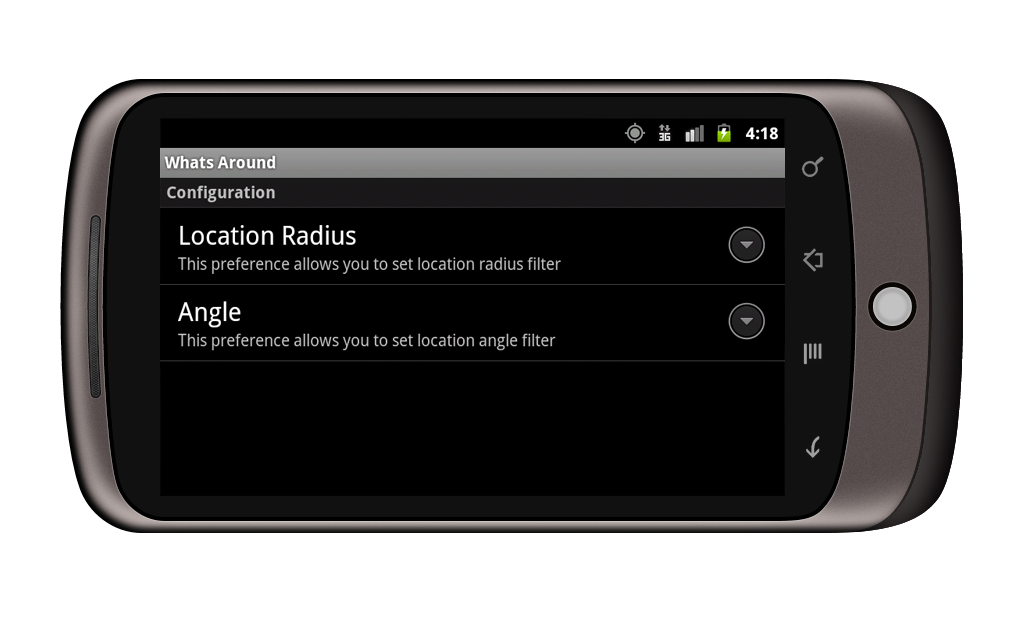 3G 4:18
Whats Around
Configuration
Location Radius
This preference allows you to set location radius filter
Angle
This preference allows you to set location angle filter